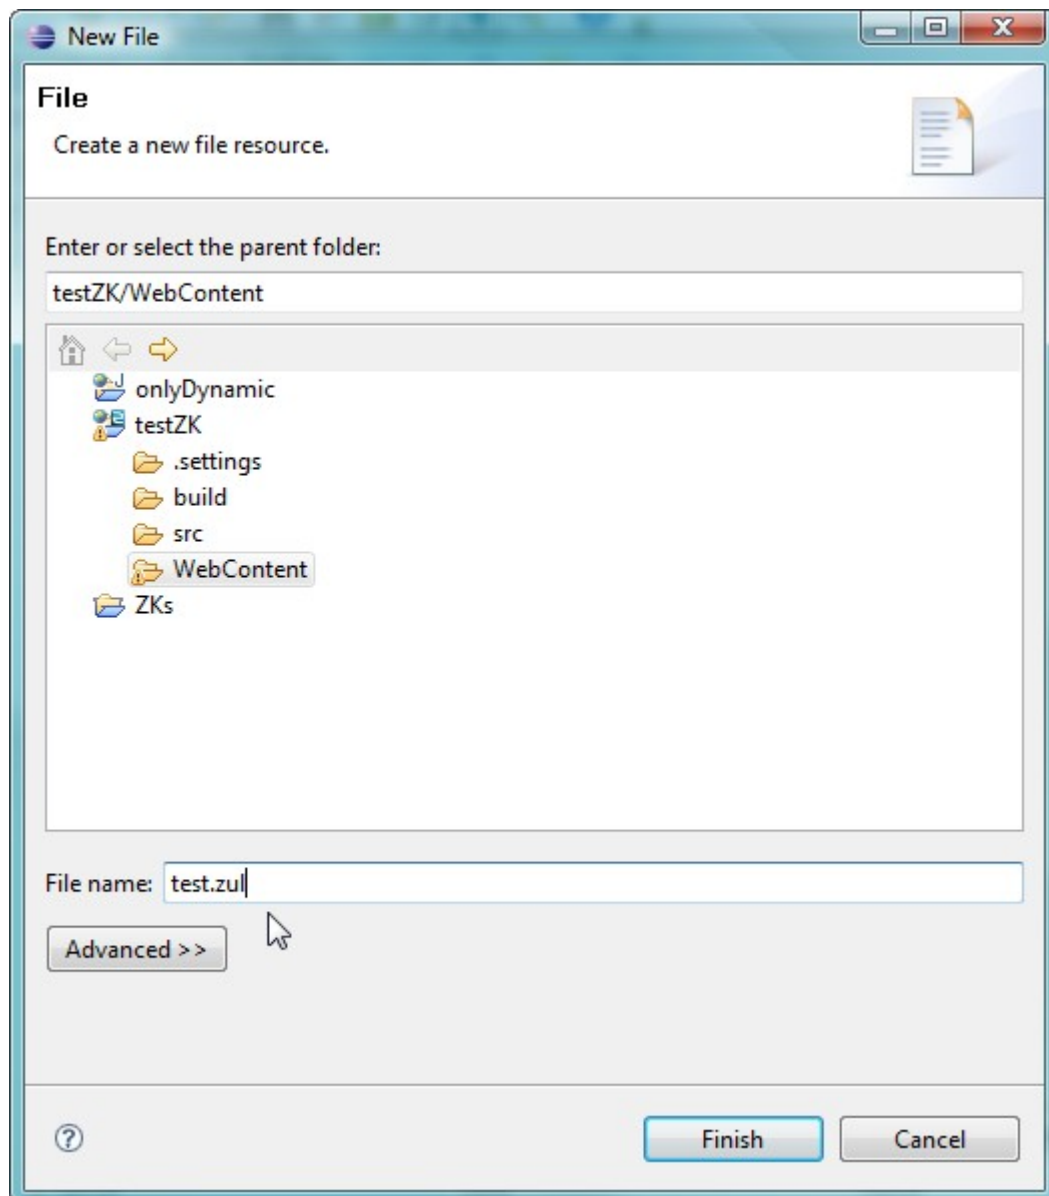 New File
File
Create a new file resource.
Enter or select the parent folder:
testZK/WebContent
onlyDynamic
testZK
.settings
build
src
WebContent
ZKs
File name: test.zul
Advanced >>
Finish Cancel